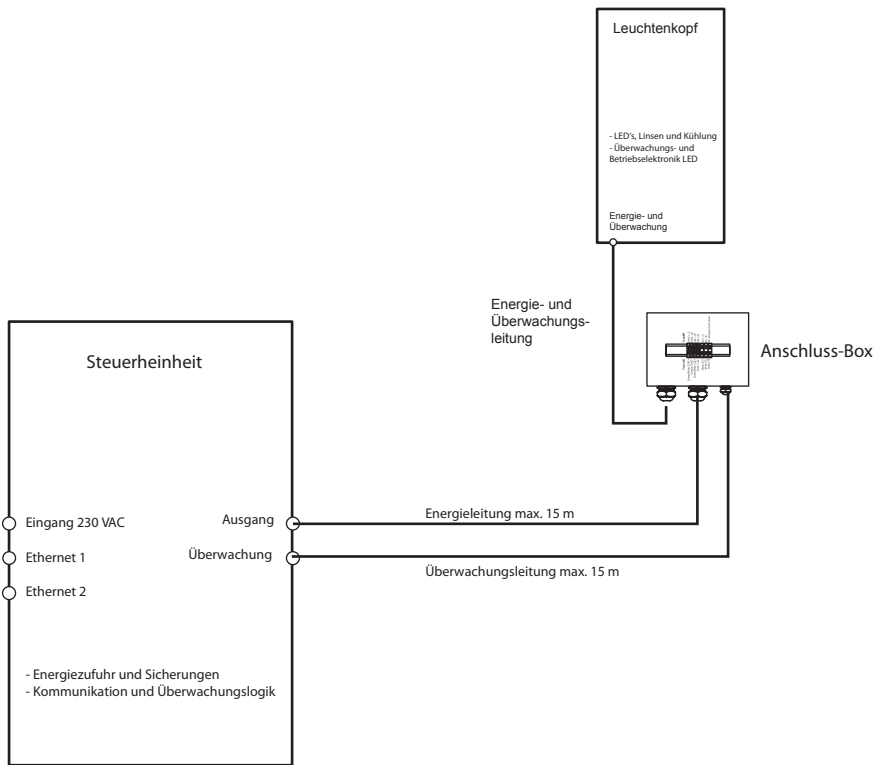 Leuchtenkopf
- LED's, Linsen und Kühlung
- Überwachungs- und
Betriebselektronik LED
Energie- und
Überwachung
Energie- und
Überwachungs-
leitung
Anschluss-Box
Steuerheinheit
Eingang 230 VAC
Ausgang
Ethernet 1
Überwachung
Ethernet 2
Energieleitung max. 15 m
Überwachungsleitung max. 15 m
- Energiezufuhr und Sicherungen
- Kommunikation und Überwachungslogik